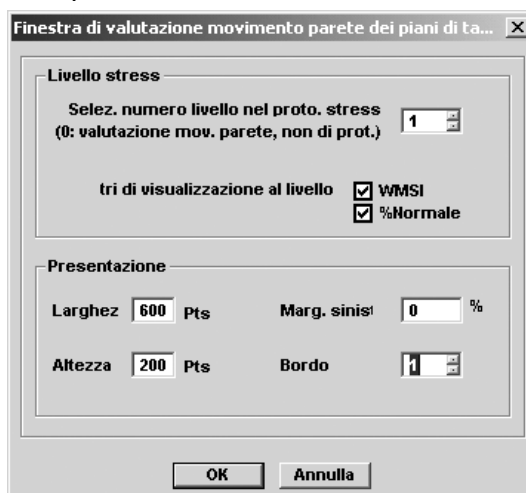 Finestra di valutazione movimento parete dei piani di ta...
Livello stress
Selez. numero livello nel proto. stress
(0: valutazione mov. parete, non di prot.)
1
tri di visualizzazione al livello
WMSI
%Normale
Presentazione
Larghez 600 Pts
Marg. sinist 0 %
Altezza 200 Pts
Bordo 1
OK
Annulla